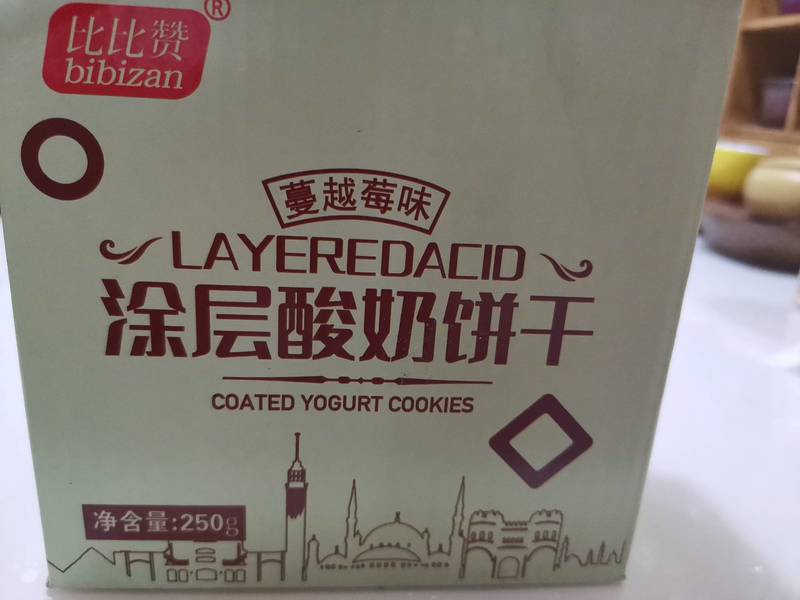 比比赞®
bibizan
蔓越莓味
LAYEREDACID
涂层酸奶饼干
COATED YOGURT COOKIES
净含量:250g